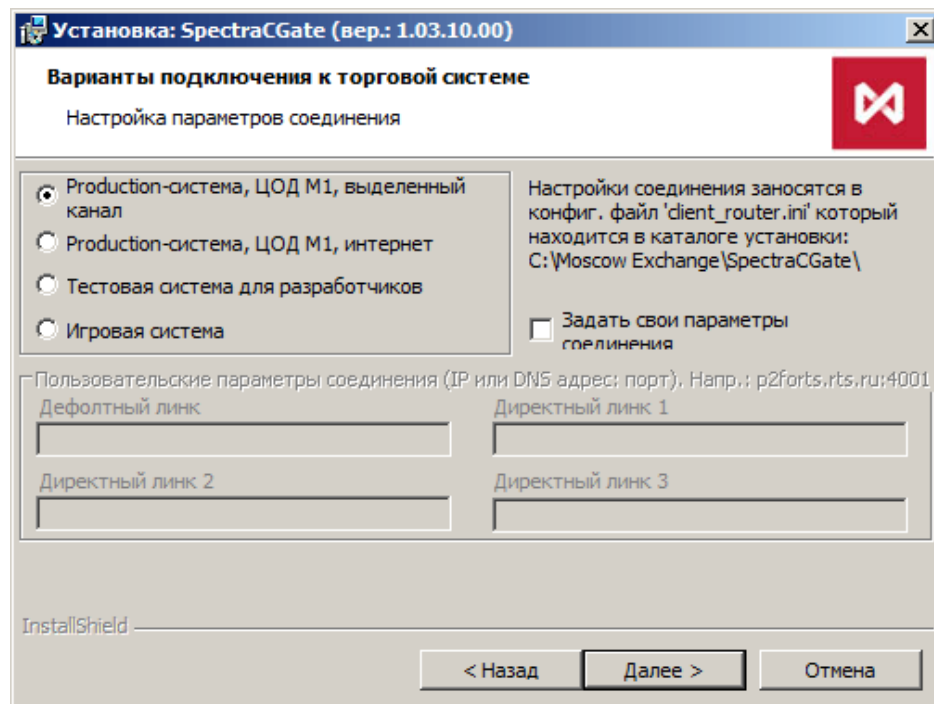 Установка: SpectraCGate (вер.: 1.03.10.00)
Варианты подключения к торговой системе
Настройка параметров соединения
Production-система, ЦОД М1, выделенный
канал
Production-система, ЦОД М1, интернет
Тестовая система для разработчиков
Игровая система
Настройки соединения заносятся в
конфиг. файл 'client_router.ini' который
находится в каталоге установки:
C:\Moscow Exchange\SpectraCGate\
Задать свои параметры
соединения
Пользовательские параметры соединения (IP или DNS адрес: порт). Напр.: p2forts.rts.ru:4001
Дефолтный линк
Директный линк 1
Директный линк 2
Директный линк 3
InstallShield
< Назад
Далее >
Отмена